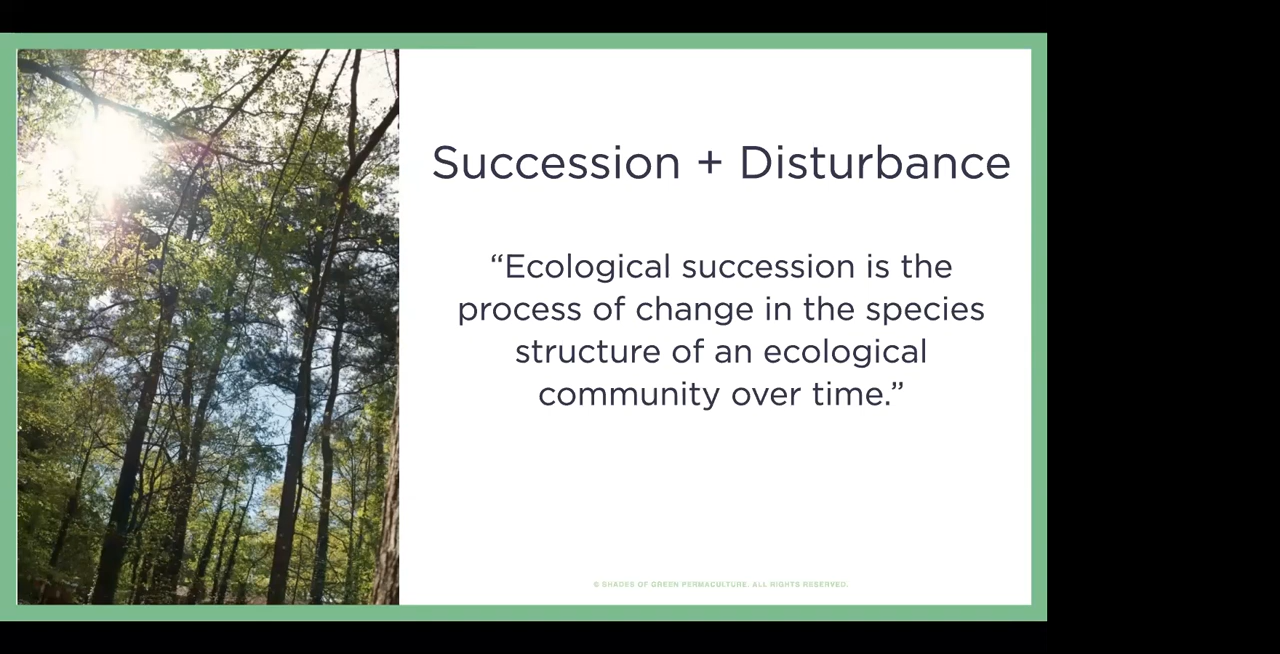 Succession + Disturbance
“Ecological succession is the
process of change in the species
structure of an ecological
community over time.”
© SHADES OF GREEN PERMACULTURE. ALL RIGHTS RESERVED.